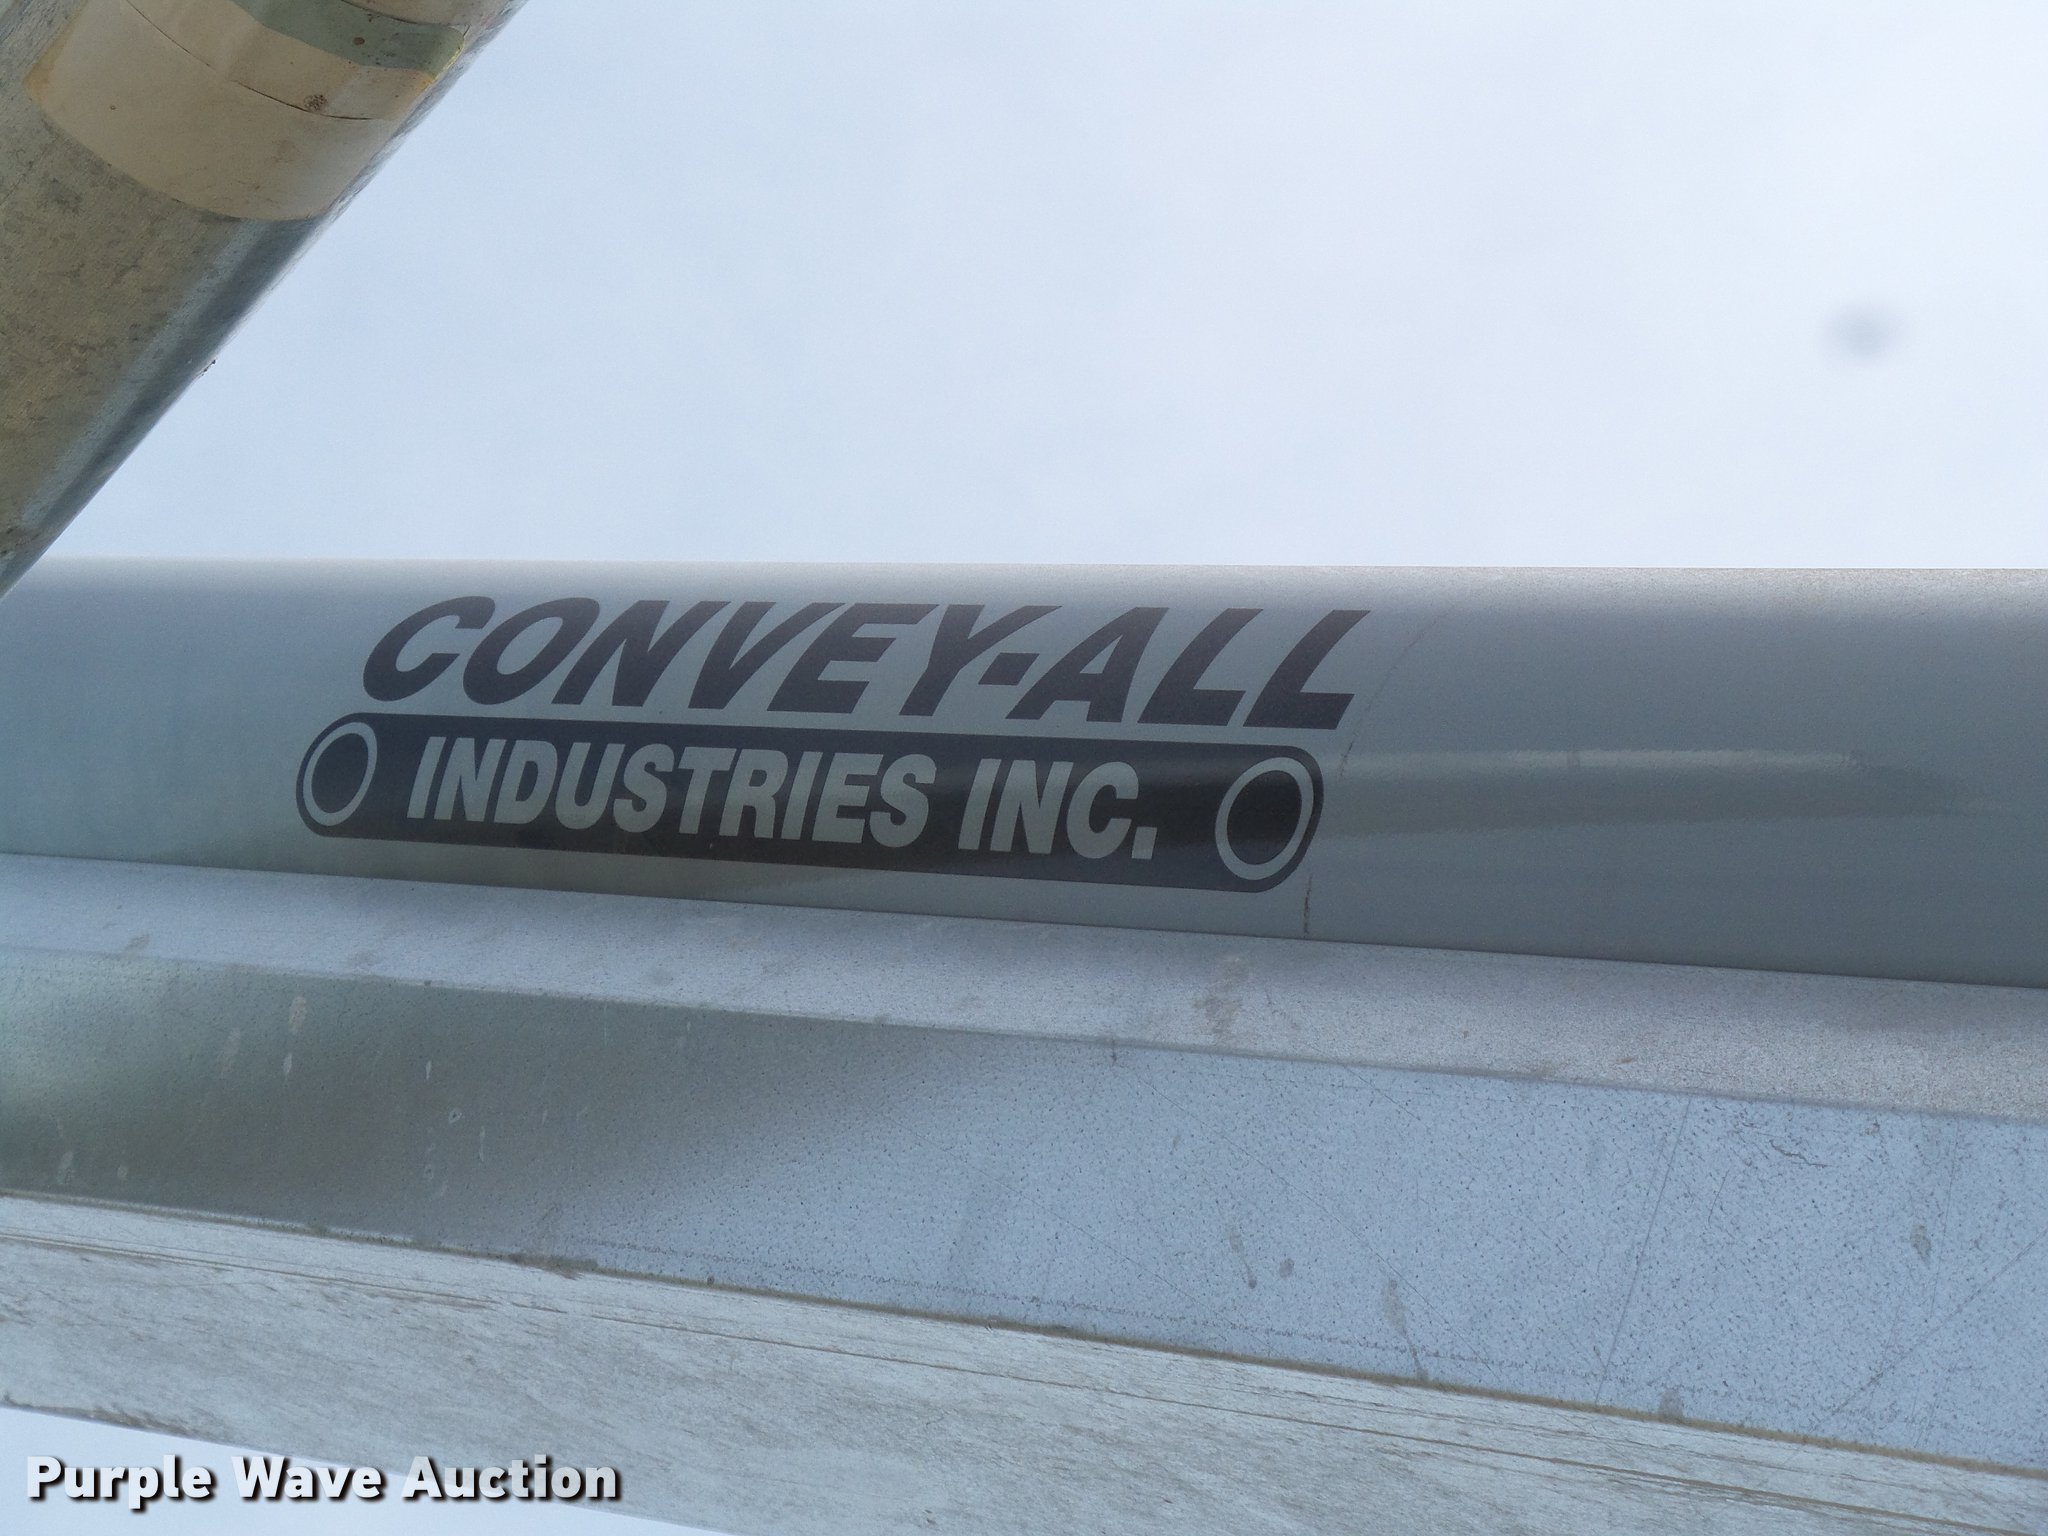 CONVEY-ALL
INDUSTRIES INC.
Purple Wave Auction